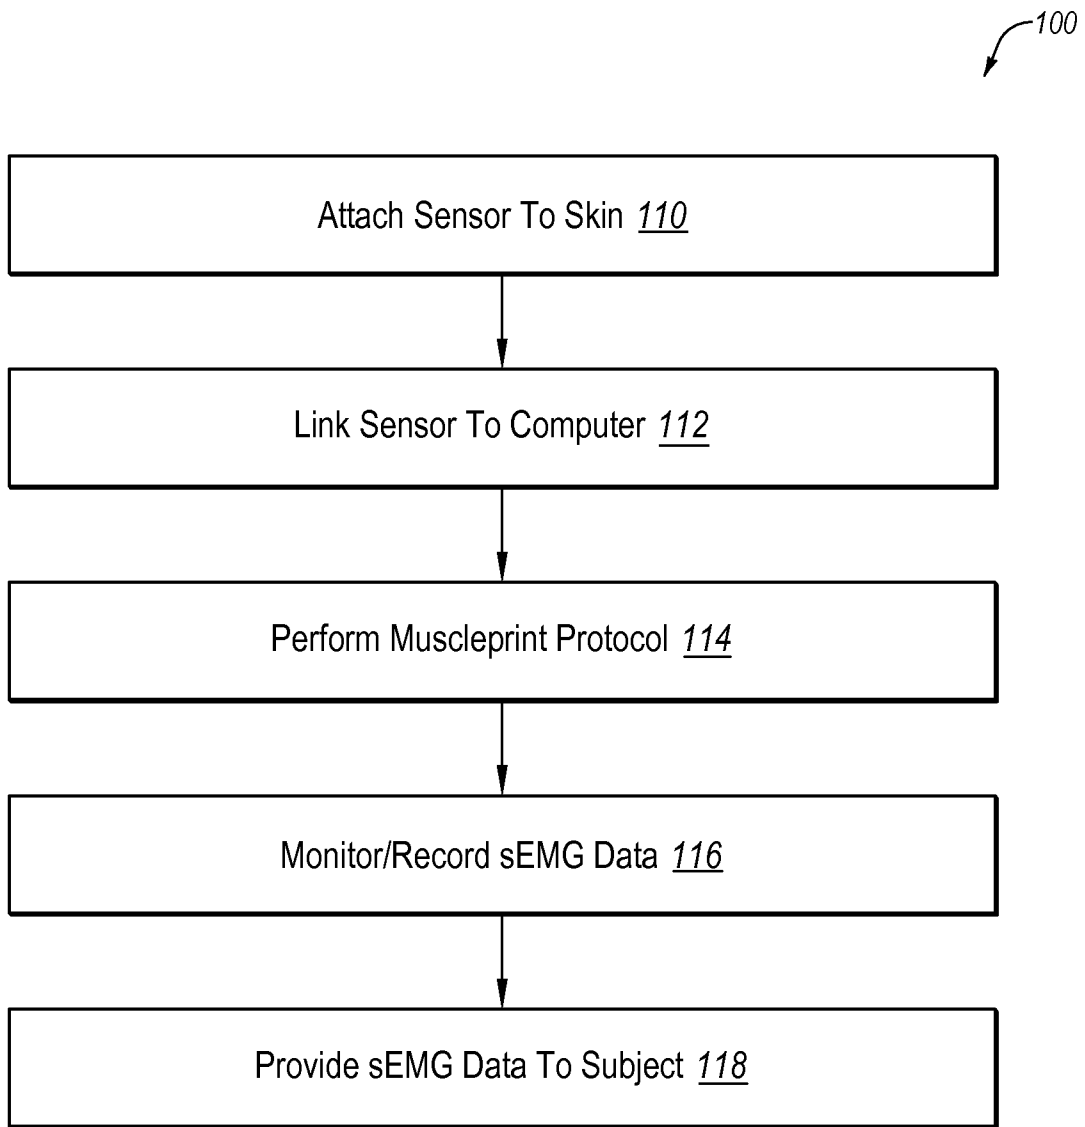 100
Attach Sensor To Skin 110
Link Sensor To Computer 112
Perform Muscleprint Protocol 114
Monitor/Record sEMG Data 116
Provide sEMG Data To Subject 118